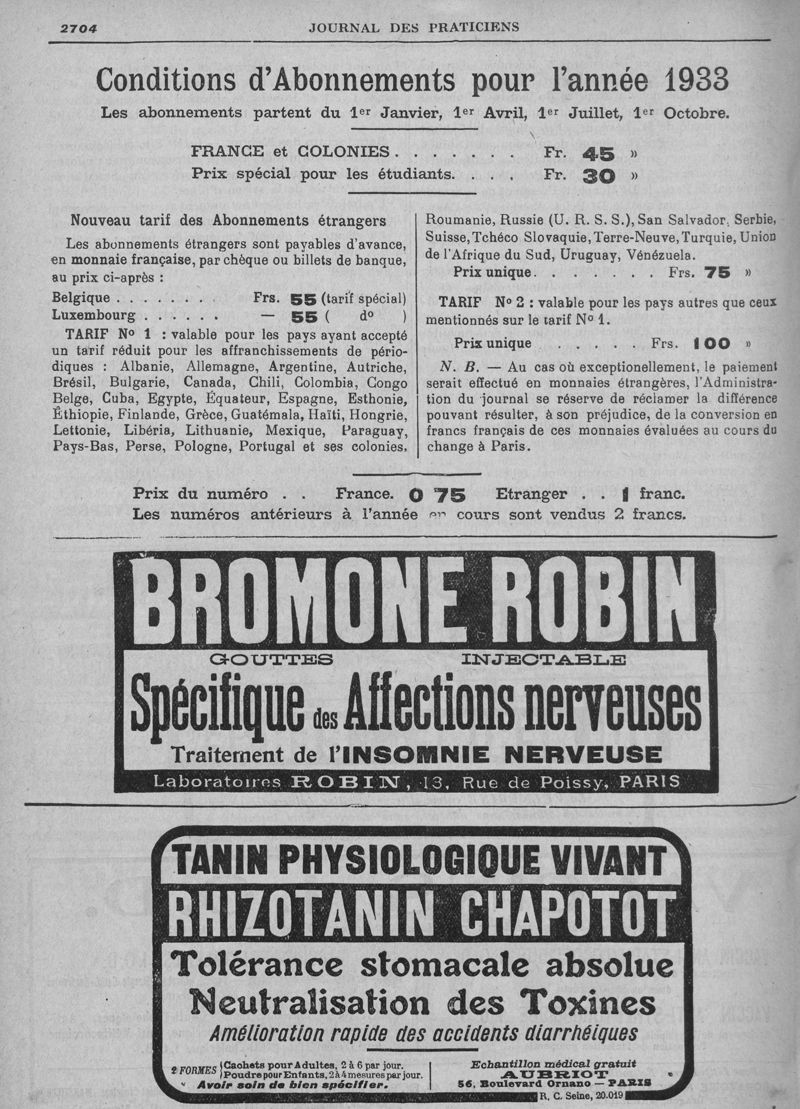 2704
JOURNAL DES PRATICIENS
Conditions d'Abonnements pour l'année 1933
Les abonnements partent du 1er Janvier, 1er Avril, 1er Juillet, 1er Octobre.
FRANCE et COLONIES . . . . . . . Fr. 45 »
Prix spécial pour les étudiants. . . . Fr. 30 »
Nouveau tarif des Abonnements étrangers
Les abonnements étrangers sont payables d'avance,
en monnaie française, par chèque ou billets de banque,
au prix ci-après :
Belgique . . . . . . . . Frs. 55 (tarif spécial)
Luxembourg . . . . . . — 55 ( do )
TARIF No 1 : valable pour les pays ayant accepté
un tarif réduit pour les affranchissements de pério-
diques : Albanie, Allemagne, Argentine, Autriche,
Brésil, Bulgarie, Canada, Chili, Colombia, Congo
Belge, Cuba, Egypte, Équateur, Espagne, Esthonie,
Éthiopie, Finlande, Grèce, Guatémala, Haïti, Hongrie,
Lettonie, Libéria, Lithuanie, Mexique, Paraguay,
Pays-Bas, Perse, Pologne, Portugal et ses colonies,
Roumanie, Russie (U. R. S. S.), San Salvador, Serbie,
Suisse, Tchéco Slovaquie, Terre-Neuve, Turquie, Union
de l'Afrique du Sud, Uruguay, Vénézuela.
Prix unique. . . . . . . . Frs. 75 »
TARIF No 2 : valable pour les pays autres que ceux
mentionnés sur le tarif No 1.
Prix unique . . . . . Frs. 100 »
N. B. — Au cas où exceptionellement, le paiement
serait effectué en monnaies étrangères, l'Administra-
tion du journal se réserve de réclamer la différence
pouvant résulter, à son préjudice, de la conversion en
francs français de ces monnaies évaluées au cours du
change à Paris.
Prix du numéro . . France. 0 75 Etranger . . 1 franc.
Les numéros antérieurs à l'année en cours sont vendus 2 francs.
BROMONE ROBIN
GOUTTES INJECTABLE
Spécifique des Affections nerveuses
Traitement de l'INSOMNIE NERVEUSE
Laboratoires ROBIN, 13, Rue de Poissy, PARIS
TANIN PHYSIOLOGIQUE VIVANT
RHIZOTANIN CHAPOTOT
Tolérance stomacale absolue
Neutralisation des Toxines
Amélioration rapide des accidents diarrhéiques
2 FORMES { Cachets pour Adultes, 2 à 6 par jour.
Poudre pour Enfants, 2 à 4 mesures par jour.
Avoir soin de bien spécifier.
Echantillon médical gratuit
AUBRIOT
56, Boulevard Ornano — PARIS
R. C. Seine, 20.019